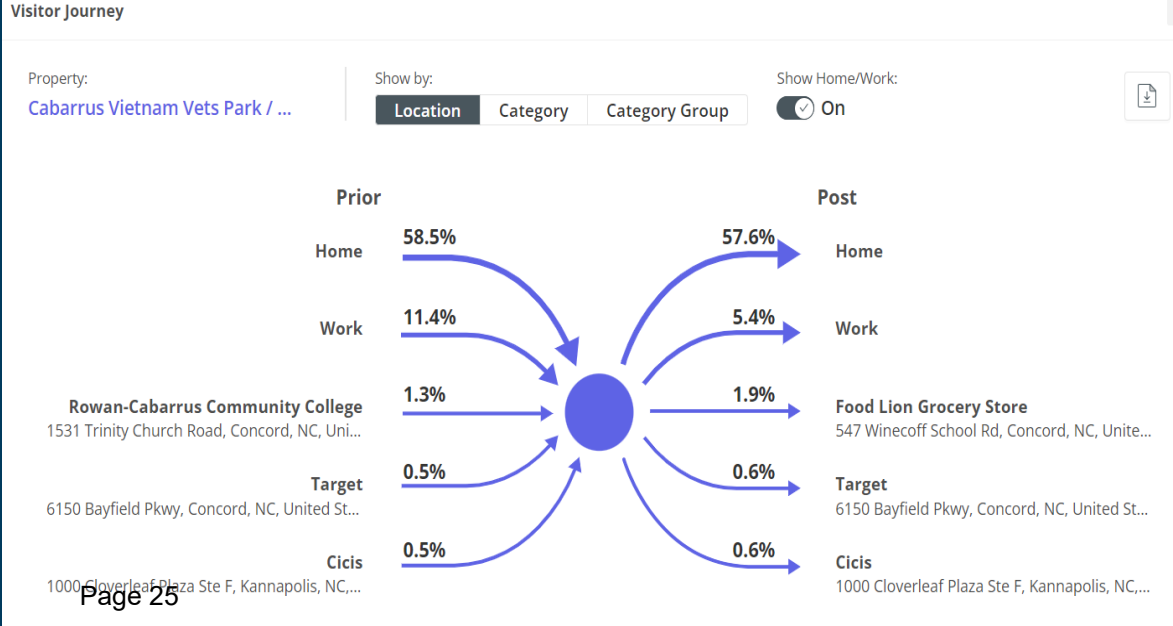 Visitor Journey
Property:
Cabarrus Vietnam Vets Park / ...
Show by:
Location
Category
Category Group
Show Home/Work:
On
Prior
58.5%
Home
11.4%
Work
1.3%
Rowan-Cabarrus Community College
1531 Trinity Church Road, Concord, NC, Uni...
0.5%
Target
6150 Bayfield Pkwy, Concord, NC, United St...
0.5%
Cicis
1000 Cloverleaf Plaza Ste F, Kannapolis, NC,...
Post
57.6%
Home
5.4%
Work
1.9%
Food Lion Grocery Store
547 Winecoff School Rd, Concord, NC, Unite...
0.6%
Target
6150 Bayfield Pkwy, Concord, NC, United St...
0.6%
Cicis
1000 Cloverleaf Plaza Ste F, Kannapolis, NC,...
Page 25